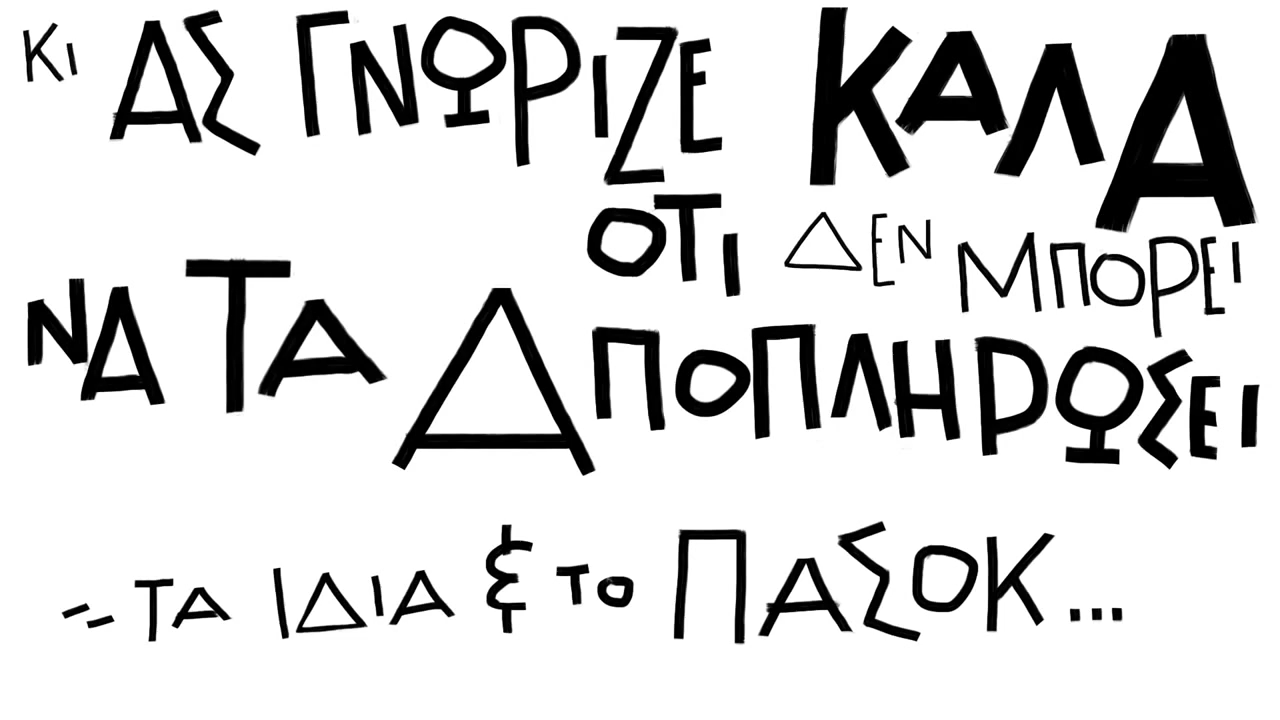 ΚΙ ΑΣ ΓΝΩΡΙΖΕ ΚΑΛΑ
ΟΤΙ ΔΕΝ ΜΠΟΡΕΙ
ΝΑ ΤΑ ΑΠΟΠΛΗΡΩΣΕΙ
~ΤΑ ΙΔΙΑ & ΤΟ ΠΑΣΟΚ...